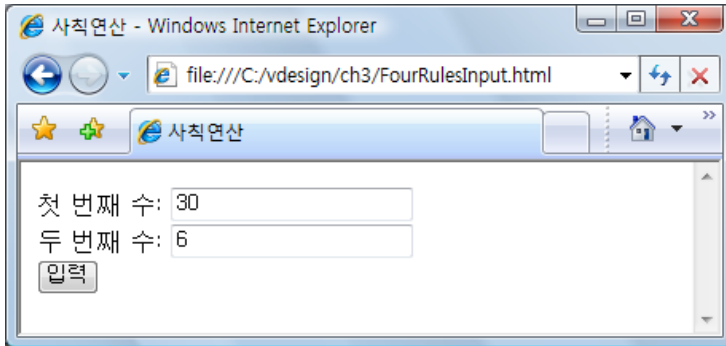 사칙연산 - Windows Internet Explorer
file:///C:/vdesign/ch3/FourRulesInput.html
사칙연산
첫 번째 수: 30
두 번째 수: 6
입력